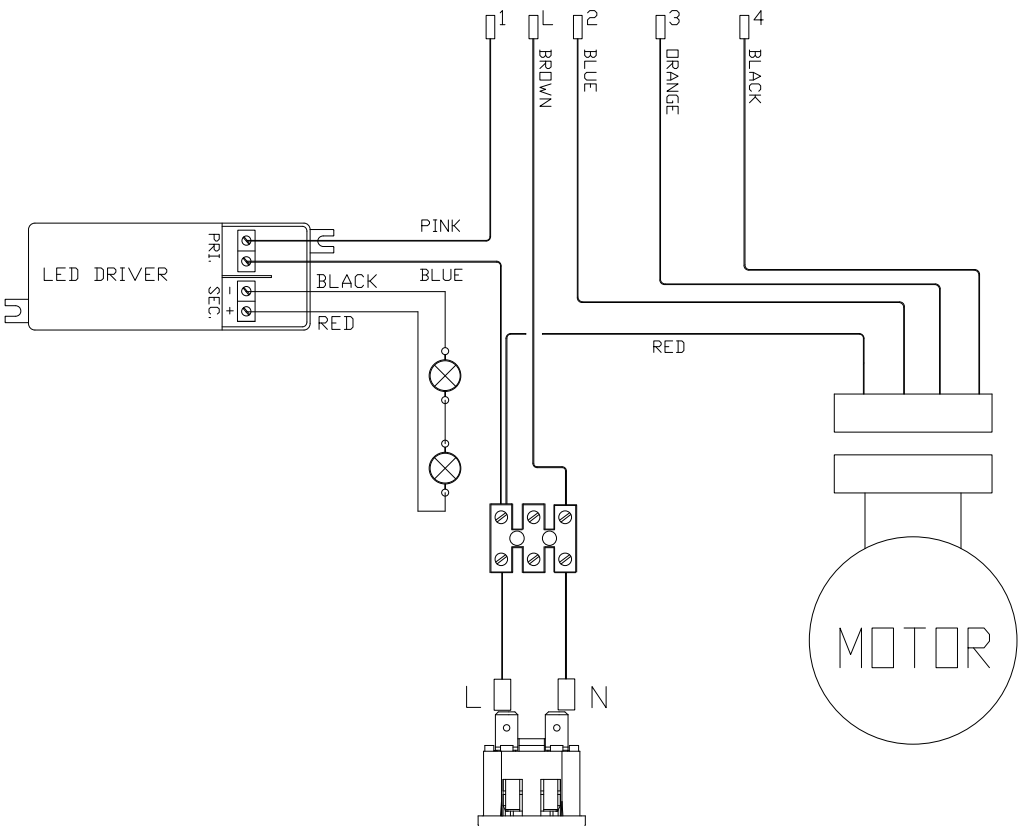 1 L 2 3 4
BROWN
BLUE
ORANGE
BLACK
PINK
PRI.
LED DRIVER
BLUE
BLACK
-
SEC.
+
RED
RED
MOTOR
L N